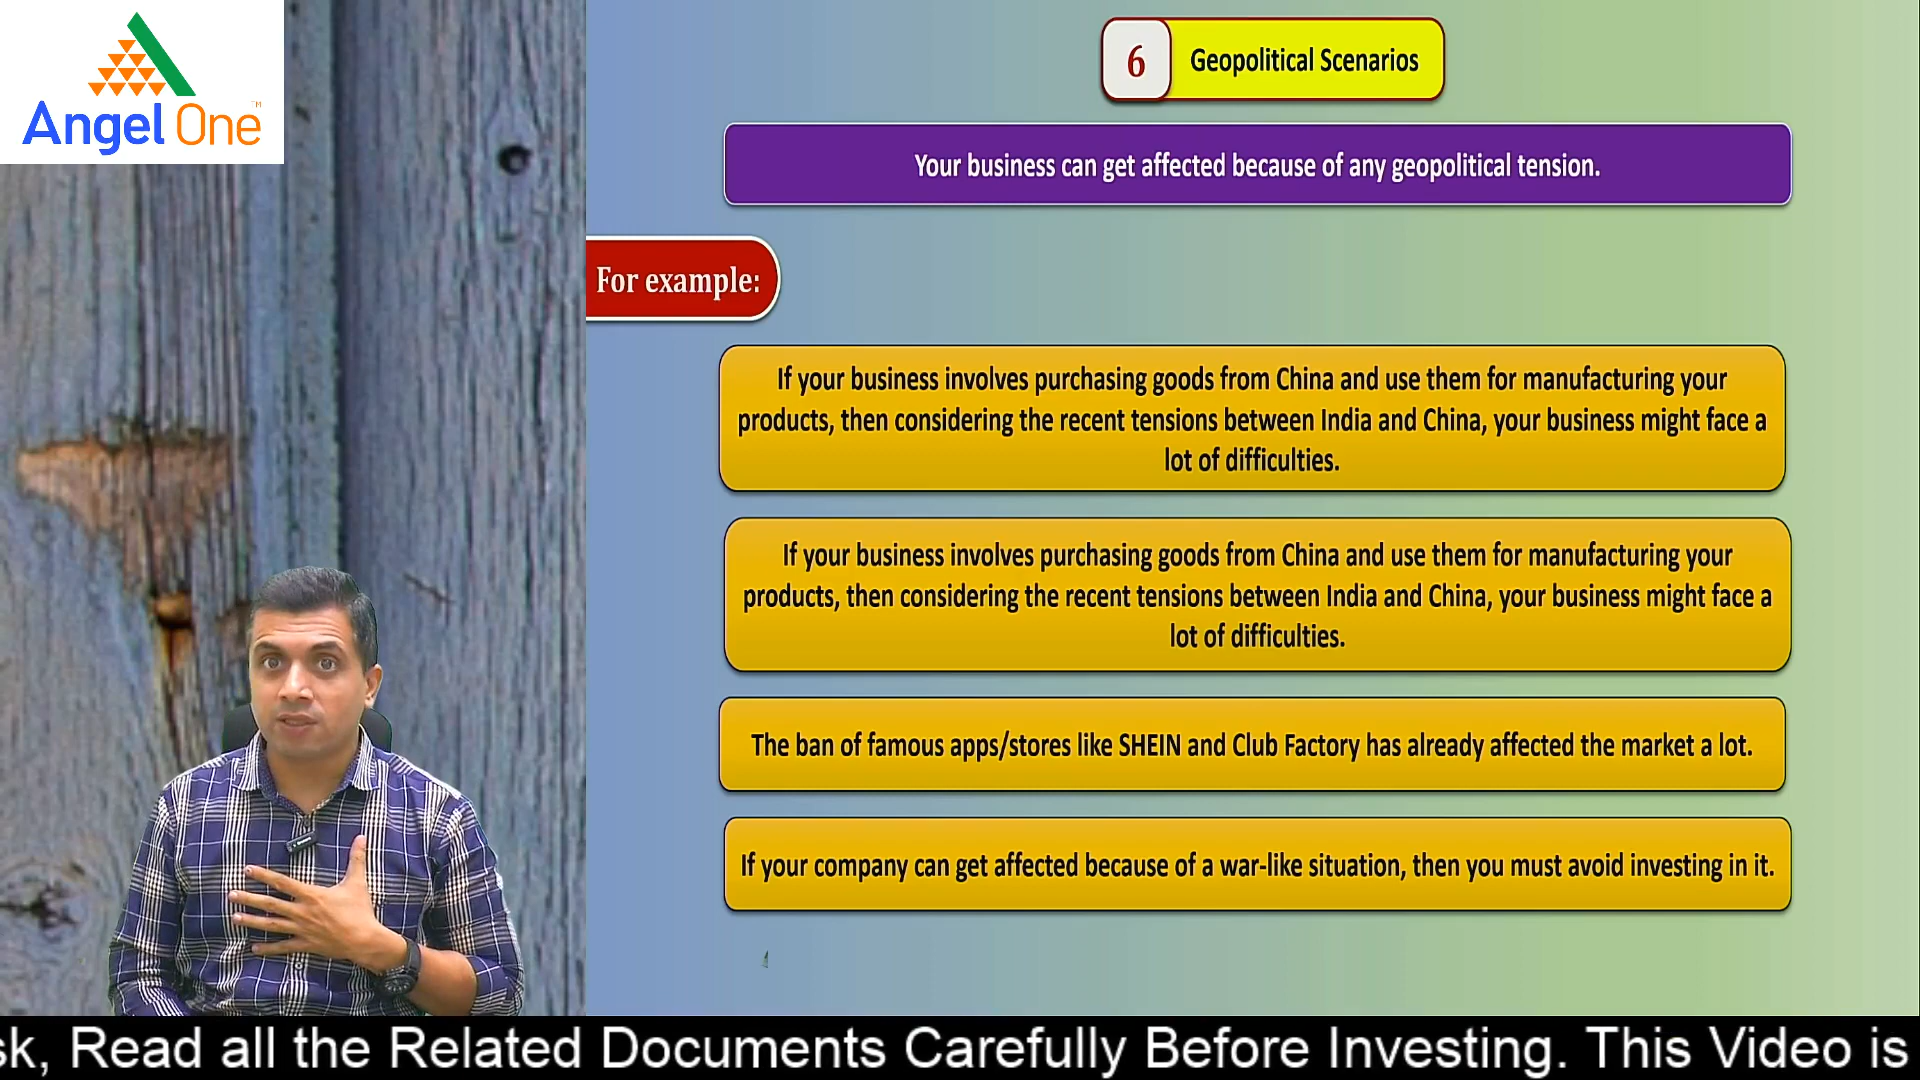 Angel One
TM
6
Geopolitical Scenarios
Your business can get affected because of any geopolitical tension.
For example:
If your business involves purchasing goods from China and use them for manufacturing your
products, then considering the recent tensions between India and China, your business might face a
lot of difficulties.
If your business involves purchasing goods from China and use them for manufacturing your
products, then considering the recent tensions between India and China, your business might face a
lot of difficulties.
The ban of famous apps/stores like SHEIN and Club Factory has already affected the market a lot.
If your company can get affected because of a war-like situation, then you must avoid investing in it.
sk, Read all the Related Documents Carefully Before Investing. This Video is